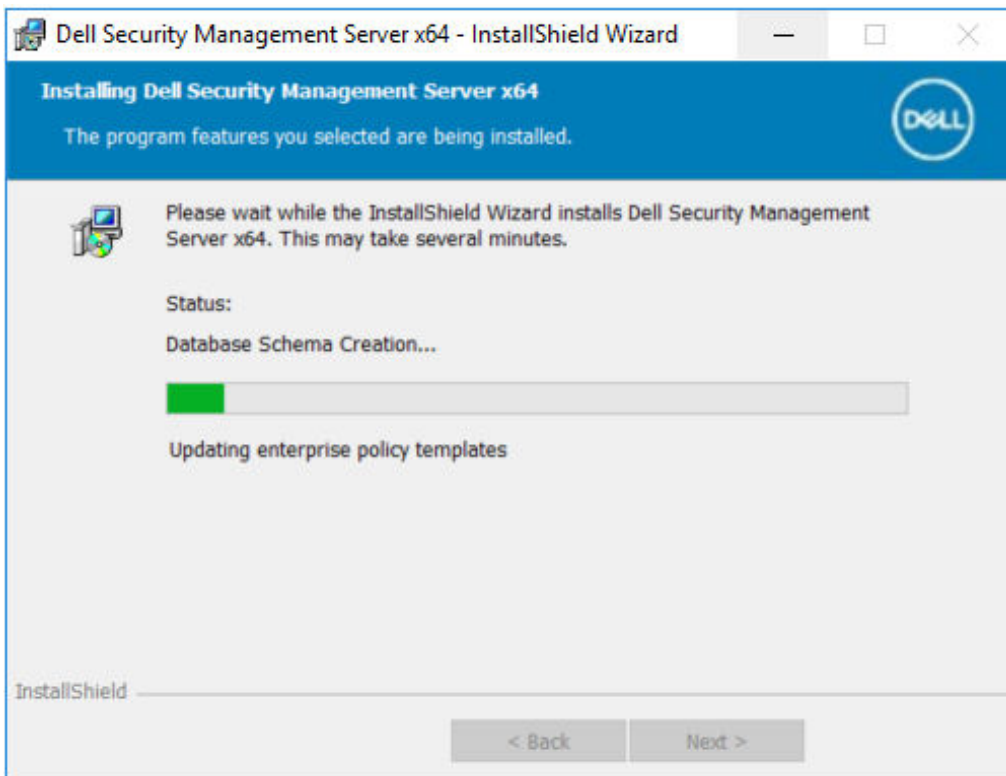 Dell Security Management Server x64 - InstallShield Wizard
Installing Dell Security Management Server x64
The program features you selected are being installed.
DELL
Please wait while the InstallShield Wizard installs Dell Security Management
Server x64. This may take several minutes.
Status:
Database Schema Creation...
Updating enterprise policy templates
InstallShield
< Back
Next >